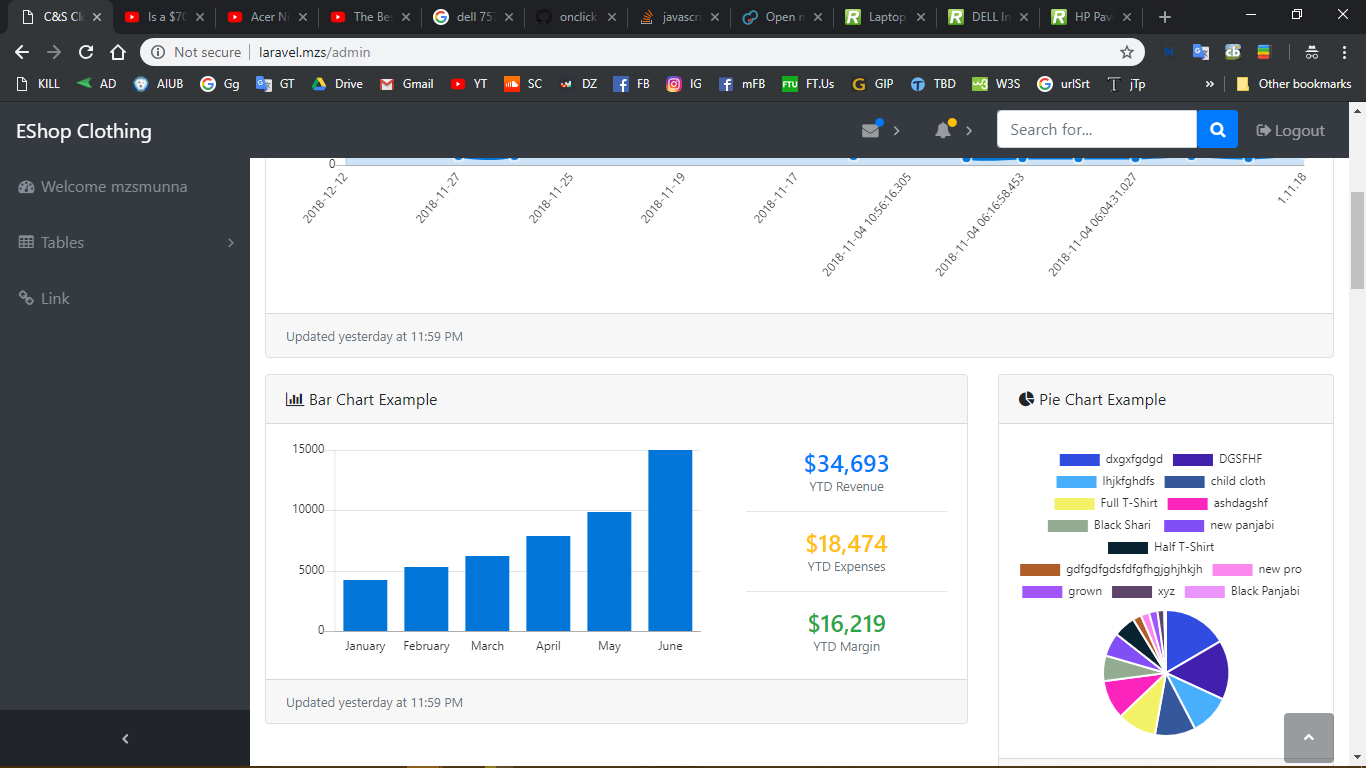 C&S Cl
Is a $70
Acer Ni
The Bes
dell 757
onclick
javascri
Open n
Laptop
DELL In
HP Pavi
Not secure
laravel.mzs/admin
KILL
AD
AIUB
Gg
GT
Drive
Gmail
YT
SC
DZ
FB
IG
mFB
FT.Us
GIP
TBD
W3S
urlSrt
jTp
»
Other bookmarks
EShop Clothing
Search for...
Logout
Welcome mzsmunna
Tables
Link
0
2018-12-12
2018-11-27
2018-11-25
2018-11-19
2018-11-17
2018-11-04 10:56:16.305
2018-11-04 06:16:58.453
2018-11-04 06:04:31.027
1.11.18
Updated yesterday at 11:59 PM
Bar Chart Example
15000
10000
5000
0
January February March April May June
$34,693
YTD Revenue
$18,474
YTD Expenses
$16,219
YTD Margin
Updated yesterday at 11:59 PM
Pie Chart Example
dxgxfgdgd DGSFHF
lhjkfghdfs child cloth
Full T-Shirt ashdagshf
Black Shari new panjabi
Half T-Shirt
gdfgdfgdsfdfgfhgjghjhkjh new pro
grown xyz Black Panjabi